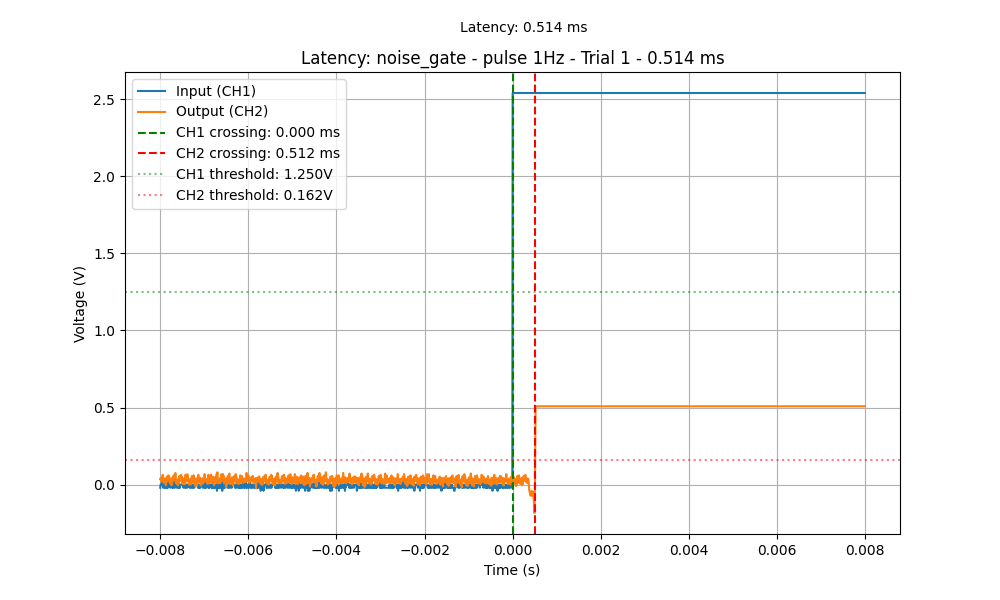 Latency: 0.514 ms
Latency: noise_gate - pulse 1Hz - Trial 1 - 0.514 ms
Input (CH1)
Output (CH2)
CH1 crossing: 0.000 ms
CH2 crossing: 0.512 ms
CH1 threshold: 1.250V
CH2 threshold: 0.162V
Voltage (V)
2.5
2.0
1.5
1.0
0.5
0.0
−0.008 −0.006 −0.004 −0.002 0.000 0.002 0.004 0.006 0.008
Time (s)